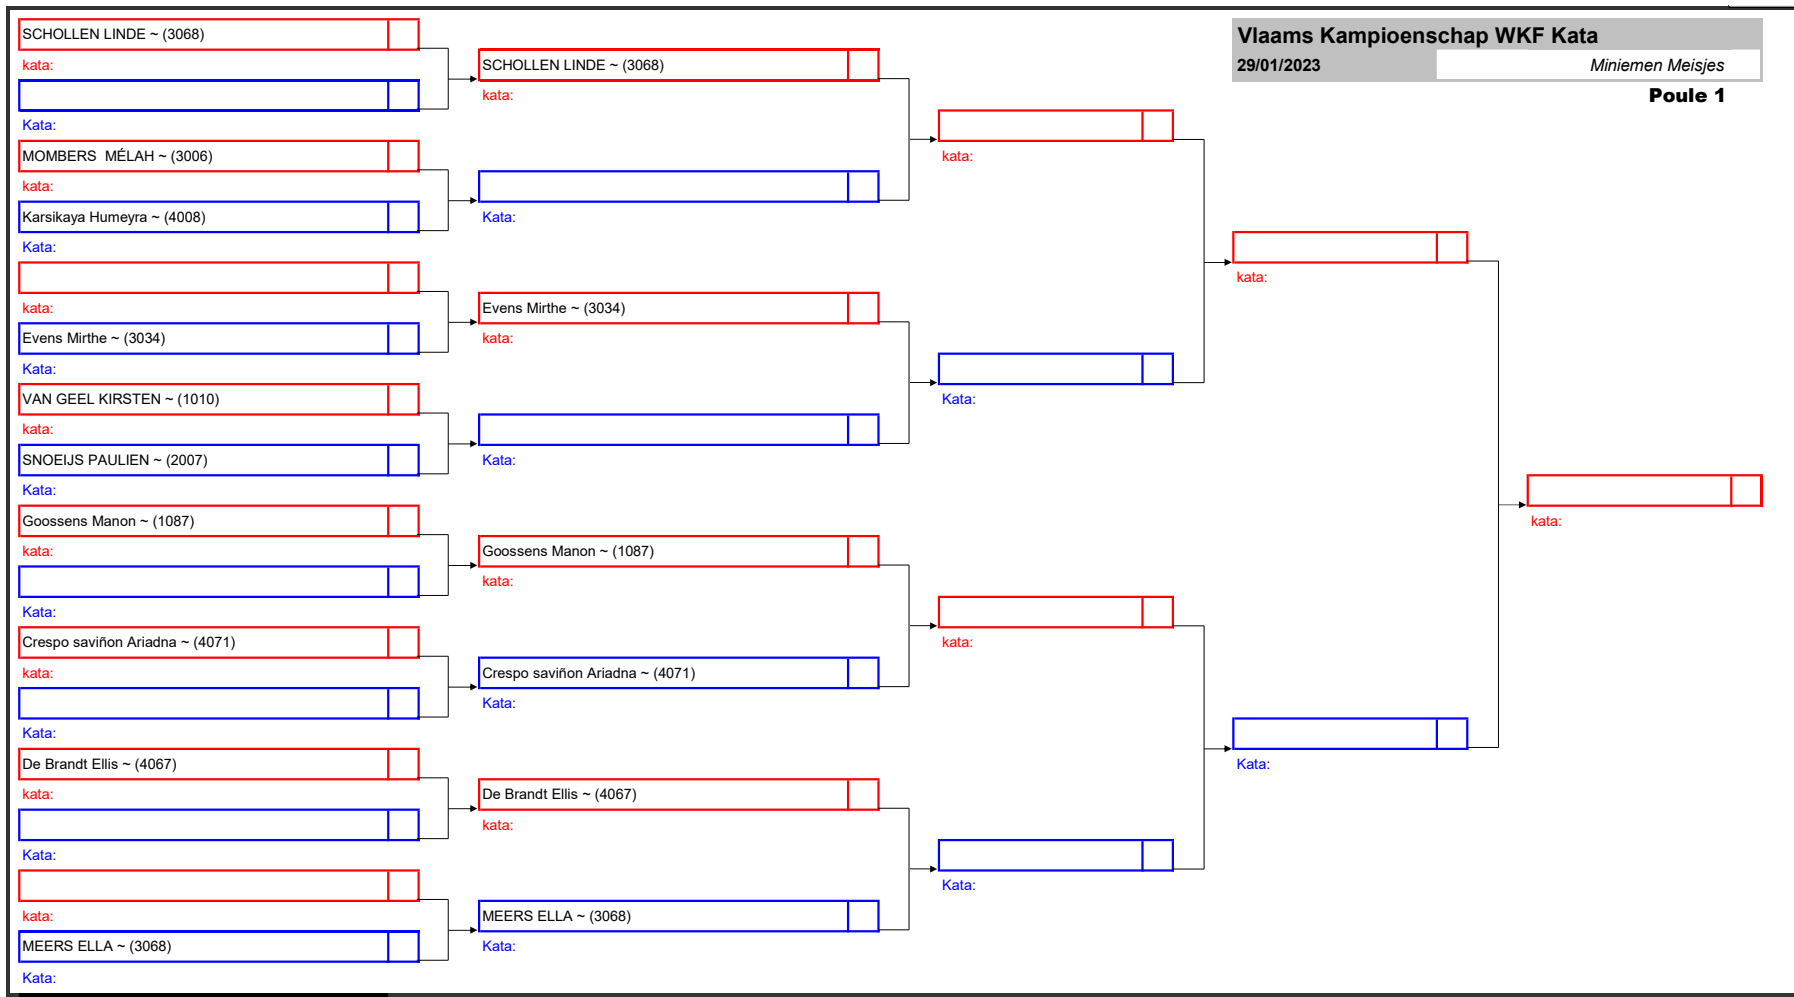 Vlaams Kampioenschap WKF Kata
29/01/2023
Miniemen Meisjes
Poule 1
SCHOLLEN LINDE ~ (3068)
kata:
Kata:
MOMBERS  MÉLAH ~ (3006)
kata:
Karsikaya Humeyra ~ (4008)
Kata:
kata:
Evens Mirthe ~ (3034)
Kata:
VAN GEEL KIRSTEN ~ (1010)
kata:
SNOEIJS PAULIEN ~ (2007)
Kata:
Goossens Manon ~ (1087)
kata:
Kata:
Crespo saviñon Ariadna ~ (4071)
kata:
Kata:
De Brandt Ellis ~ (4067)
kata:
Kata:
kata:
MEERS ELLA ~ (3068)
Kata:
SCHOLLEN LINDE ~ (3068)
kata:
Kata:
Evens Mirthe ~ (3034)
kata:
Kata:
Goossens Manon ~ (1087)
kata:
Crespo saviñon Ariadna ~ (4071)
Kata:
De Brandt Ellis ~ (4067)
kata:
MEERS ELLA ~ (3068)
Kata:
kata:
Kata:
kata:
Kata:
kata:
Kata:
kata: